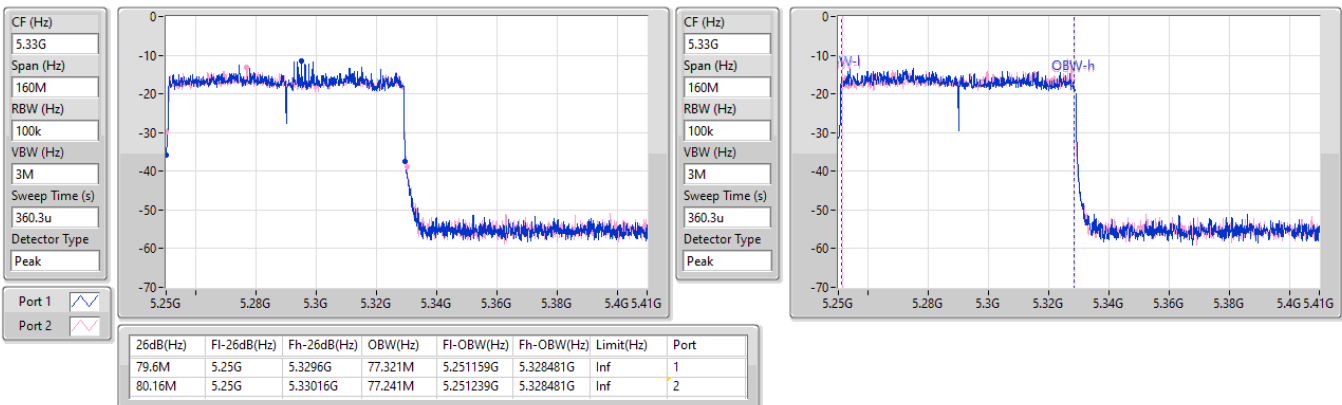 CF (Hz)
5.33G
Span (Hz)
160M
RBW (Hz)
100k
VBW (Hz)
3M
Sweep Time (s)
360.3u
Detector Type
Peak
Port 1
Port 2
0
-10
-20
-30
-40
-50
-60
-70
5.25G 5.28G 5.3G 5.32G 5.34G 5.36G 5.38G 5.4G 5.41G
CF (Hz)
5.33G
Span (Hz)
160M
RBW (Hz)
100k
VBW (Hz)
3M
Sweep Time (s)
360.3u
Detector Type
Peak
0
-10
-20
-30
-40
-50
-60
-70
W-l
OBW-h
5.25G 5.28G 5.3G 5.32G 5.34G 5.36G 5.38G 5.4G 5.41G
26dB(Hz) Fl-26dB(Hz) Fh-26dB(Hz) OBW(Hz) Fl-OBW(Hz) Fh-OBW(Hz) Limit(Hz) Port
79.6M 5.25G 5.3296G 77.321M 5.251159G 5.328481G Inf 1
80.16M 5.25G 5.33016G 77.241M 5.251239G 5.328481G Inf 2